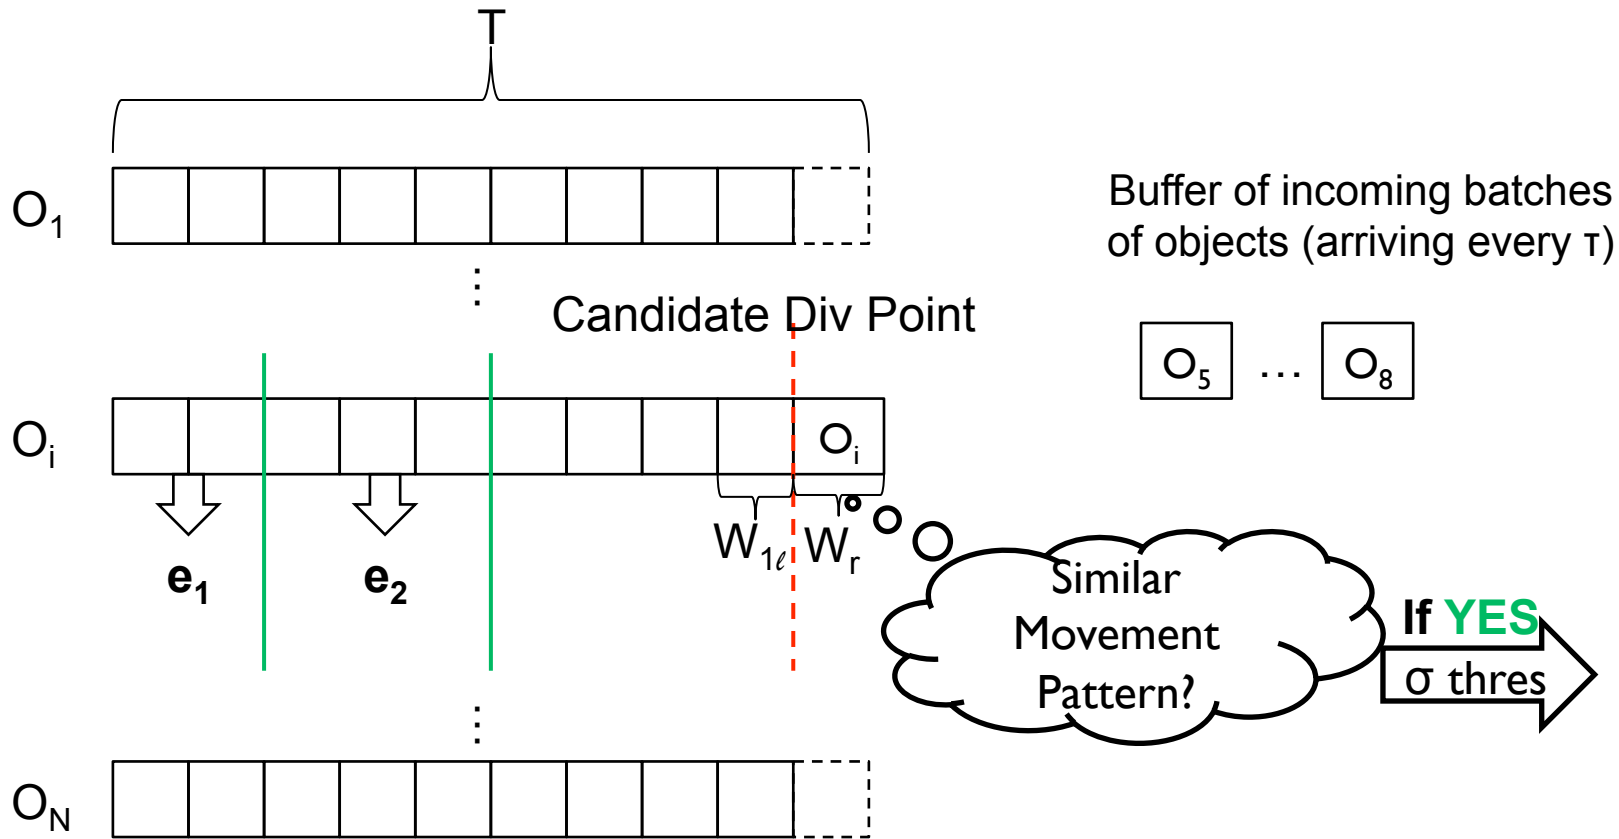 T
O₁
Buffer of incoming batches
of objects (arriving every τ)
⋮
Candidate Div Point
O₅ … O₈
Oᵢ
Oᵢ
W₁ℓ Wᵣ
e₁ e₂
Similar
Movement
Pattern?
If YES
σ thres
⋮
O_N